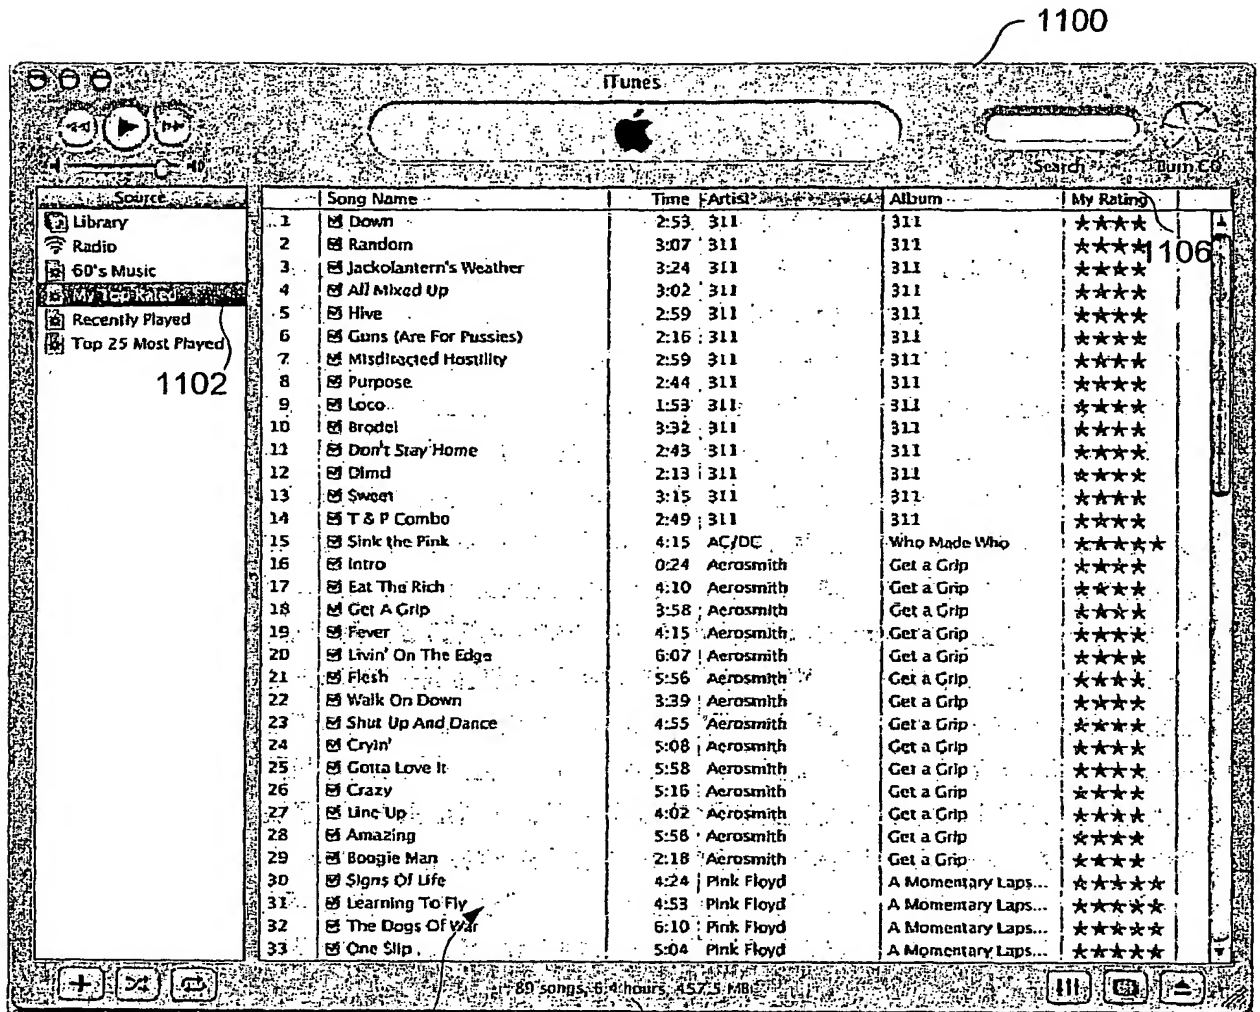 1100
iTunes
Search Burn CD
Source
Library
Radio
60's Music
My Top Rated
Recently Played
Top 25 Most Played
1102
Song Name Time Artist Album My Rating
1106
1 Down 2:53 311 311 ★★★★
2 Random 3:07 311 311 ★★★★
3 Jackolantern's Weather 3:24 311 311 ★★★★
4 All Mixed Up 3:02 311 311 ★★★★
5 Hive 2:59 311 311 ★★★★
6 Guns (Are For Pussies) 2:16 311 311 ★★★★
7 Misdiracted Hostility 2:59 311 311 ★★★★
8 Purpose 2:44 311 311 ★★★★
9 Loco 1:53 311 311 ★★★★
10 Brodel 3:32 311 311 ★★★★
11 Don't Stay Home 2:43 311 311 ★★★★
12 Dlmd 2:13 311 311 ★★★★
13 Sweet 3:15 311 311 ★★★★
14 T & P Combo 2:49 311 311 ★★★★
15 Sink the Pink 4:15 AC/DC Who Made Who ★★★★★
16 Intro 0:24 Aerosmith Get a Grip ★★★★
17 Eat The Rich 4:10 Aerosmith Get a Grip ★★★★
18 Get A Grip 3:58 Aerosmith Get a Grip ★★★★
19 Fever 4:15 Aerosmith Get a Grip ★★★★
20 Livin' On The Edge 6:07 Aerosmith Get a Grip ★★★★
21 Flesh 5:56 Aerosmith Get a Grip ★★★★
22 Walk On Down 3:39 Aerosmith Get a Grip ★★★★
23 Shut Up And Dance 4:55 Aerosmith Get a Grip ★★★★
24 Cryin' 5:08 Aerosmith Get a Grip ★★★★
25 Gotta Love It 5:58 Aerosmith Get a Grip ★★★★
26 Crazy 5:16 Aerosmith Get a Grip ★★★★
27 Line Up 4:02 Aerosmith Get a Grip ★★★★
28 Amazing 5:56 Aerosmith Get a Grip ★★★★
29 Boogie Man 2:18 Aerosmith Get a Grip ★★★★
30 Signs Of Life 4:24 Pink Floyd A Momentary Laps... ★★★★★
31 Learning To Fly 4:53 Pink Floyd A Momentary Laps... ★★★★★
32 The Dogs Of War 6:10 Pink Floyd A Momentary Laps... ★★★★★
33 One Slip 5:04 Pink Floyd A Momentary Laps... ★★★★★
89 songs, 6.4 hours, 457.5 MB